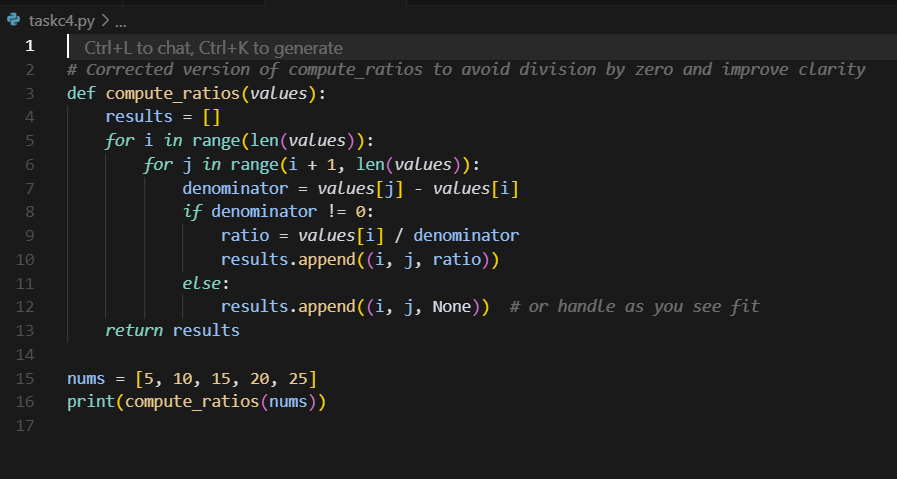 taskc4.py > ...
1 Ctrl+L to chat, Ctrl+K to generate
2 # Corrected version of compute_ratios to avoid division by zero and improve clarity
3 def compute_ratios(values):
4     results = []
5     for i in range(len(values)):
6         for j in range(i + 1, len(values)):
7             denominator = values[j] - values[i]
8             if denominator != 0:
9                 ratio = values[i] / denominator
10                 results.append((i, j, ratio))
11             else:
12                 results.append((i, j, None))  # or handle as you see fit
13     return results
14
15 nums = [5, 10, 15, 20, 25]
16 print(compute_ratios(nums))
17